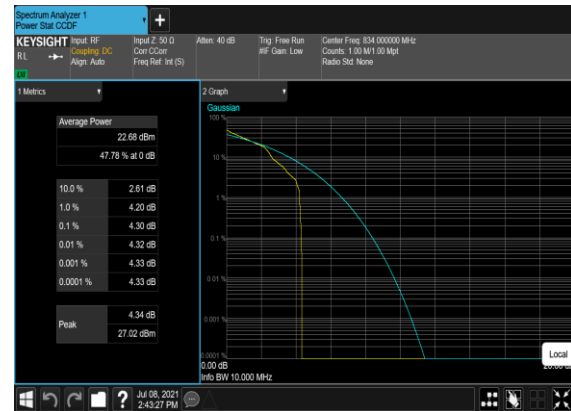 Spectrum Analyzer 1
Power Stat CCDF
+
KEYSIGHT
RL
LV
Input: RF
Coupling: DC
Align: Auto
Input Z: 50 Ω
Corr CCorr
Freq Ref: Int (S)
Atten: 40 dB
Trig: Free Run
#IF Gain: Low
Center Freq: 834.000000 MHz
Counts: 1.00 M/1.00 Mpt
Radio Std: None
1 Metrics
Average Power
22.68 dBm
47.78 % at 0 dB
10.0 % 2.61 dB
1.0 % 4.20 dB
0.1 % 4.30 dB
0.01 % 4.32 dB
0.001 % 4.33 dB
0.0001 % 4.33 dB
Peak
4.34 dB
27.02 dBm
2 Graph
Gaussian
100 %
10 %
1 %
0.1 %
0.01 %
0.001 %
0.0001 %
0.00 dB
Info BW 10.000 MHz
Local
?
Jul 08, 2021
2:43:27 PM